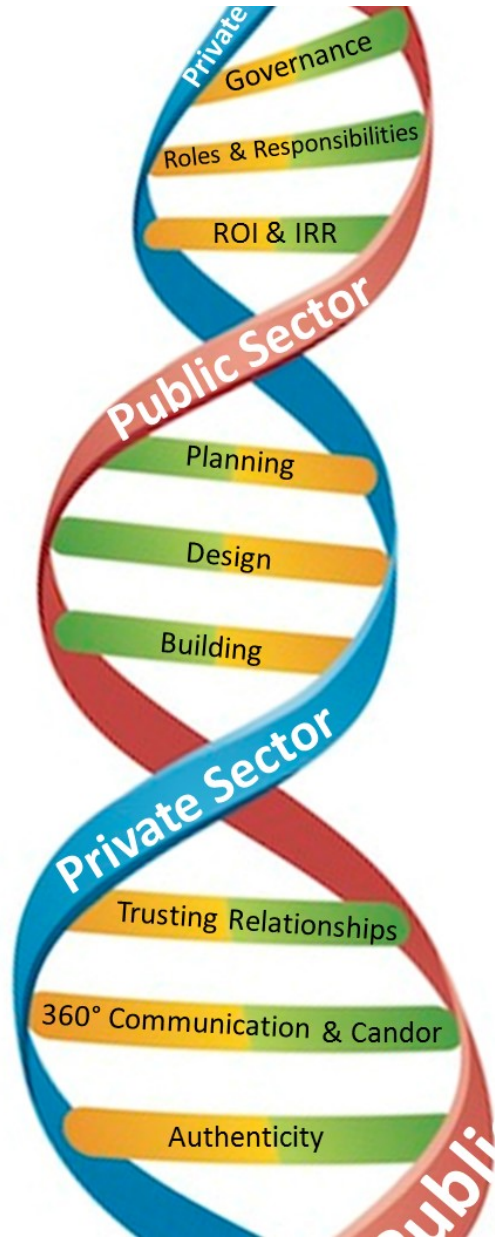 Private
Governance
Roles & Responsibilities
ROI & IRR
Public Sector
Planning
Design
Building
Private Sector
Trusting Relationships
360° Communication & Candor
Authenticity
Publi